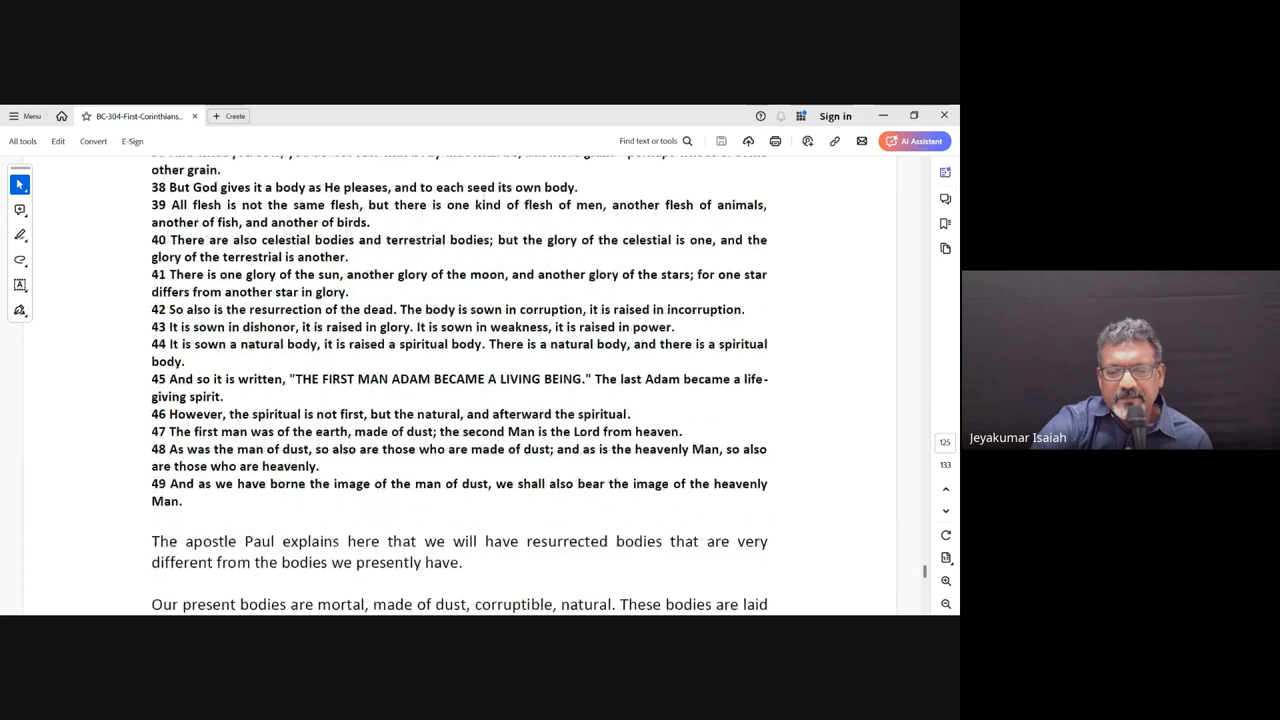 Menu
BC-304-First-Corinthians...
Create
Sign in
All tools Edit Convert E-Sign
Find text or tools
AI Assistant
other grain.
38 But God gives it a body as He pleases, and to each seed its own body.
39 All flesh is not the same flesh, but there is one kind of flesh of men, another flesh of animals,
another of fish, and another of birds.
40 There are also celestial bodies and terrestrial bodies; but the glory of the celestial is one, and the
glory of the terrestrial is another.
41 There is one glory of the sun, another glory of the moon, and another glory of the stars; for one star
differs from another star in glory.
42 So also is the resurrection of the dead. The body is sown in corruption, it is raised in incorruption.
43 It is sown in dishonor, it is raised in glory. It is sown in weakness, it is raised in power.
44 It is sown a natural body, it is raised a spiritual body. There is a natural body, and there is a spiritual
body.
45 And so it is written, "THE FIRST MAN ADAM BECAME A LIVING BEING." The last Adam became a life-
giving spirit.
46 However, the spiritual is not first, but the natural, and afterward the spiritual.
47 The first man was of the earth, made of dust; the second Man is the Lord from heaven.
48 As was the man of dust, so also are those who are made of dust; and as is the heavenly Man, so also
are those who are heavenly.
49 And as we have borne the image of the man of dust, we shall also bear the image of the heavenly
Man.
The apostle Paul explains here that we will have resurrected bodies that are very
different from the bodies we presently have.
Our present bodies are mortal, made of dust, corruptible, natural. These bodies are laid
125
133
Jeyakumar Isaiah